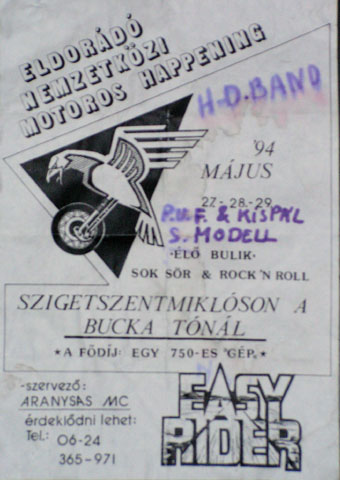 ELDORÁDÓ
NEMZETKÖZI
MOTOROS HAPPENING
H-D.BAND
'94
MÁJUS
27.-28.-29.
P.U.F. & KISPÁL
S. MODELL
·ÉLŐ BULIK·
SOK SÖR & ROCK'N ROLL
SZIGETSZENTMIKLÓSON A
BUCKA TÓNÁL
★A FŐDÍJ: EGY 750-ES GÉP.★
-szervező:
ARANYSAS MC
érdeklődni lehet:
Tel.: 06-24
365-971
EASY
RIDER